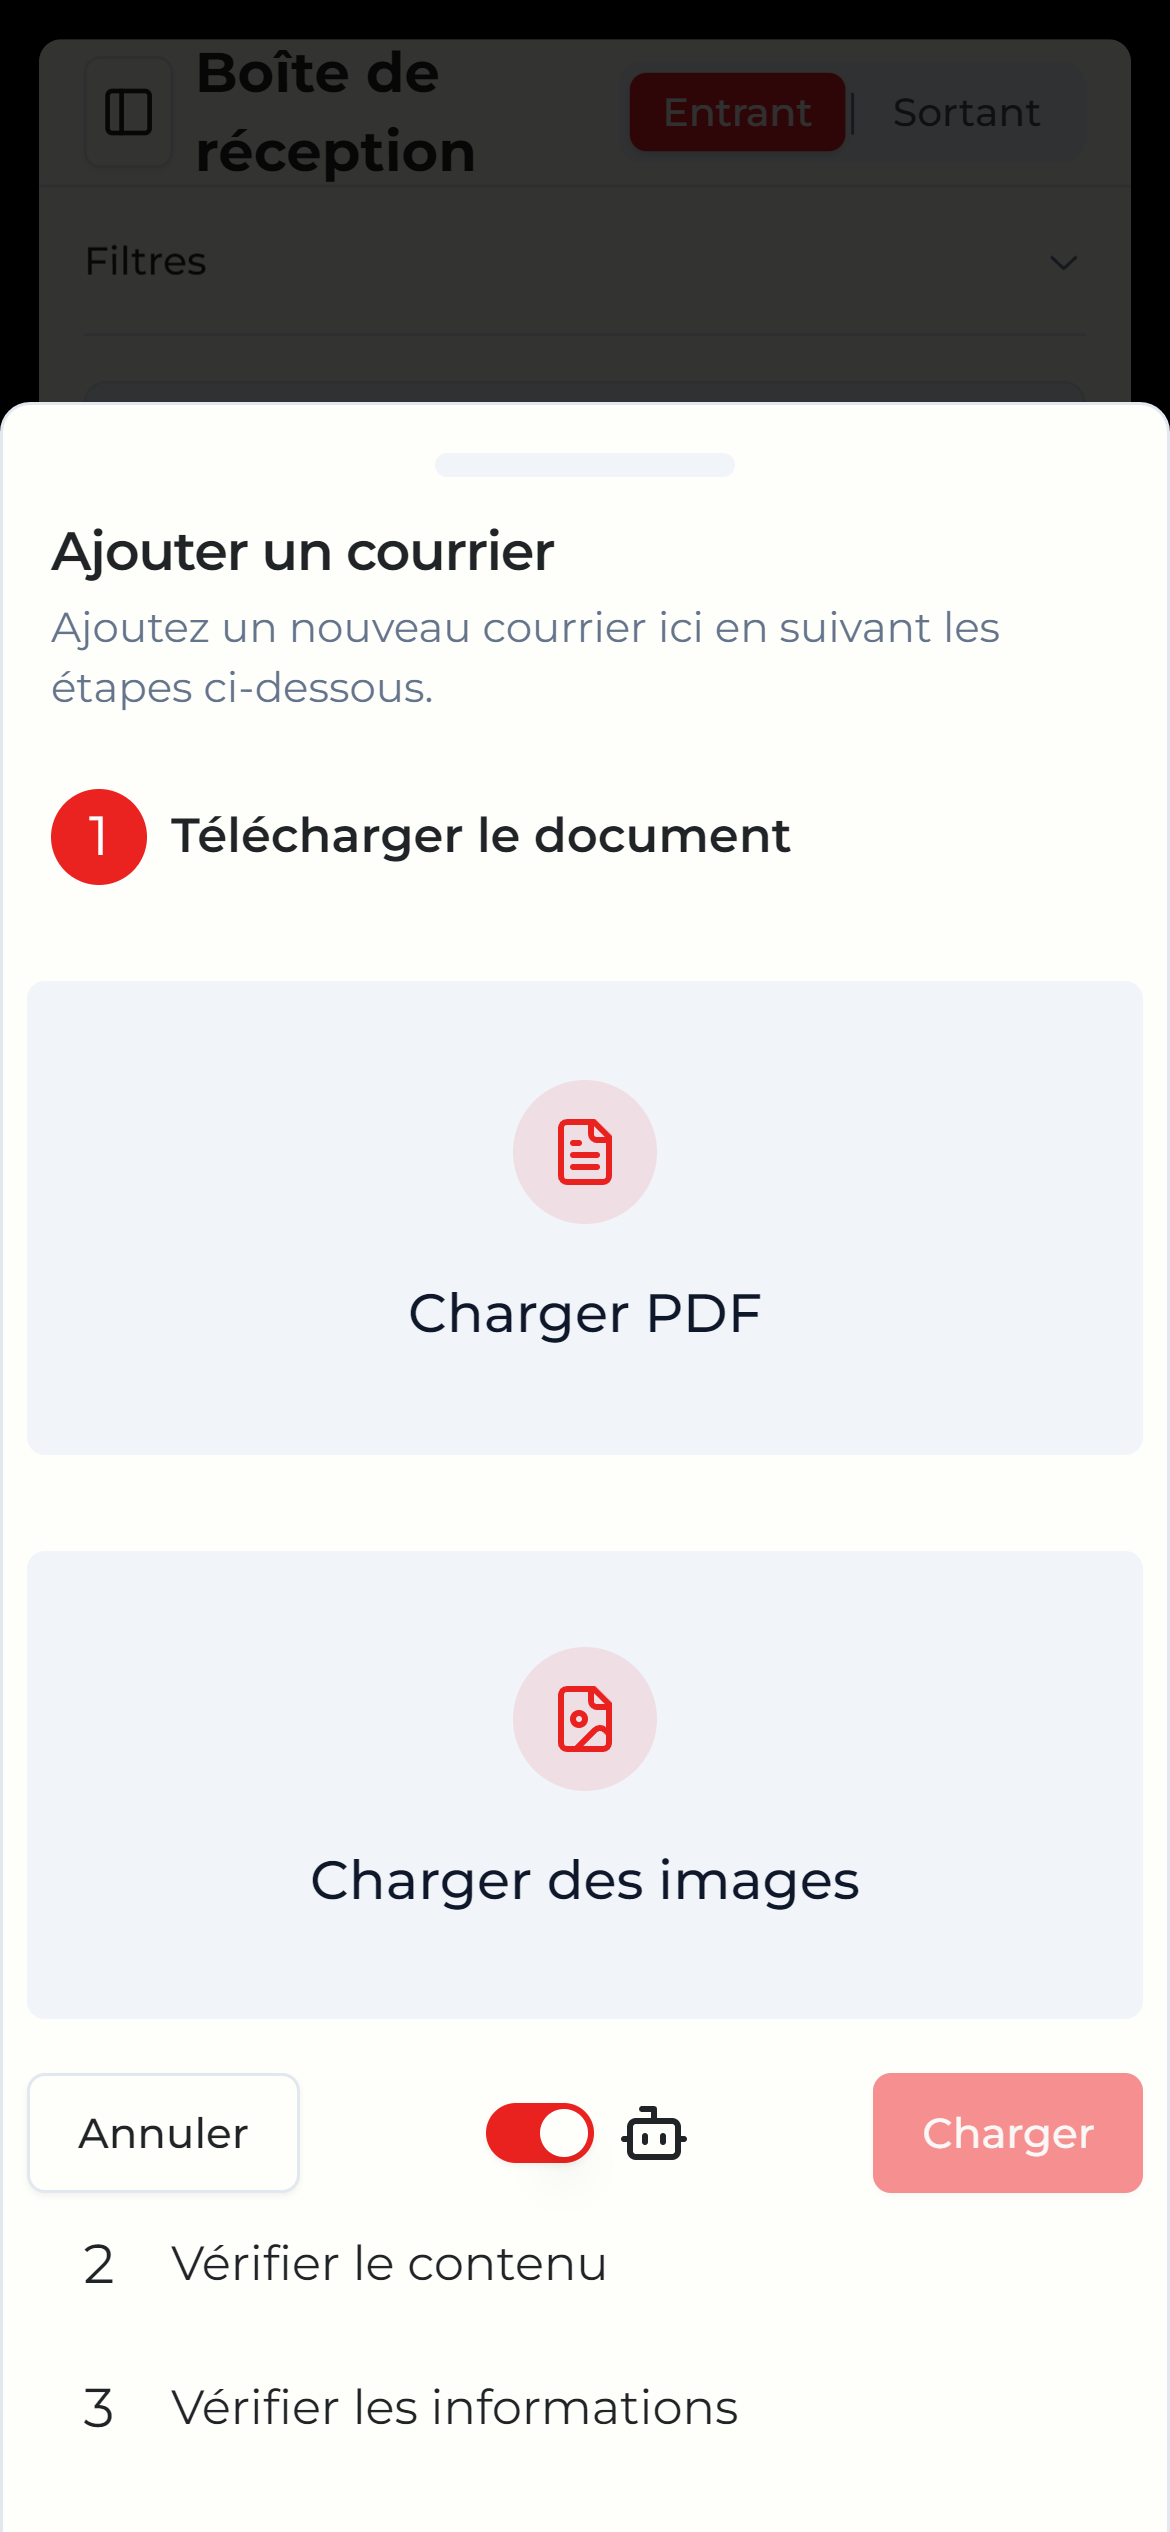 Boîte de
réception
Entrant | Sortant
Filtres
Ajouter un courrier
Ajoutez un nouveau courrier ici en suivant les
étapes ci-dessous.
1 Télécharger le document
Charger PDF
Charger des images
Annuler
Charger
2 Vérifier le contenu
3 Vérifier les informations